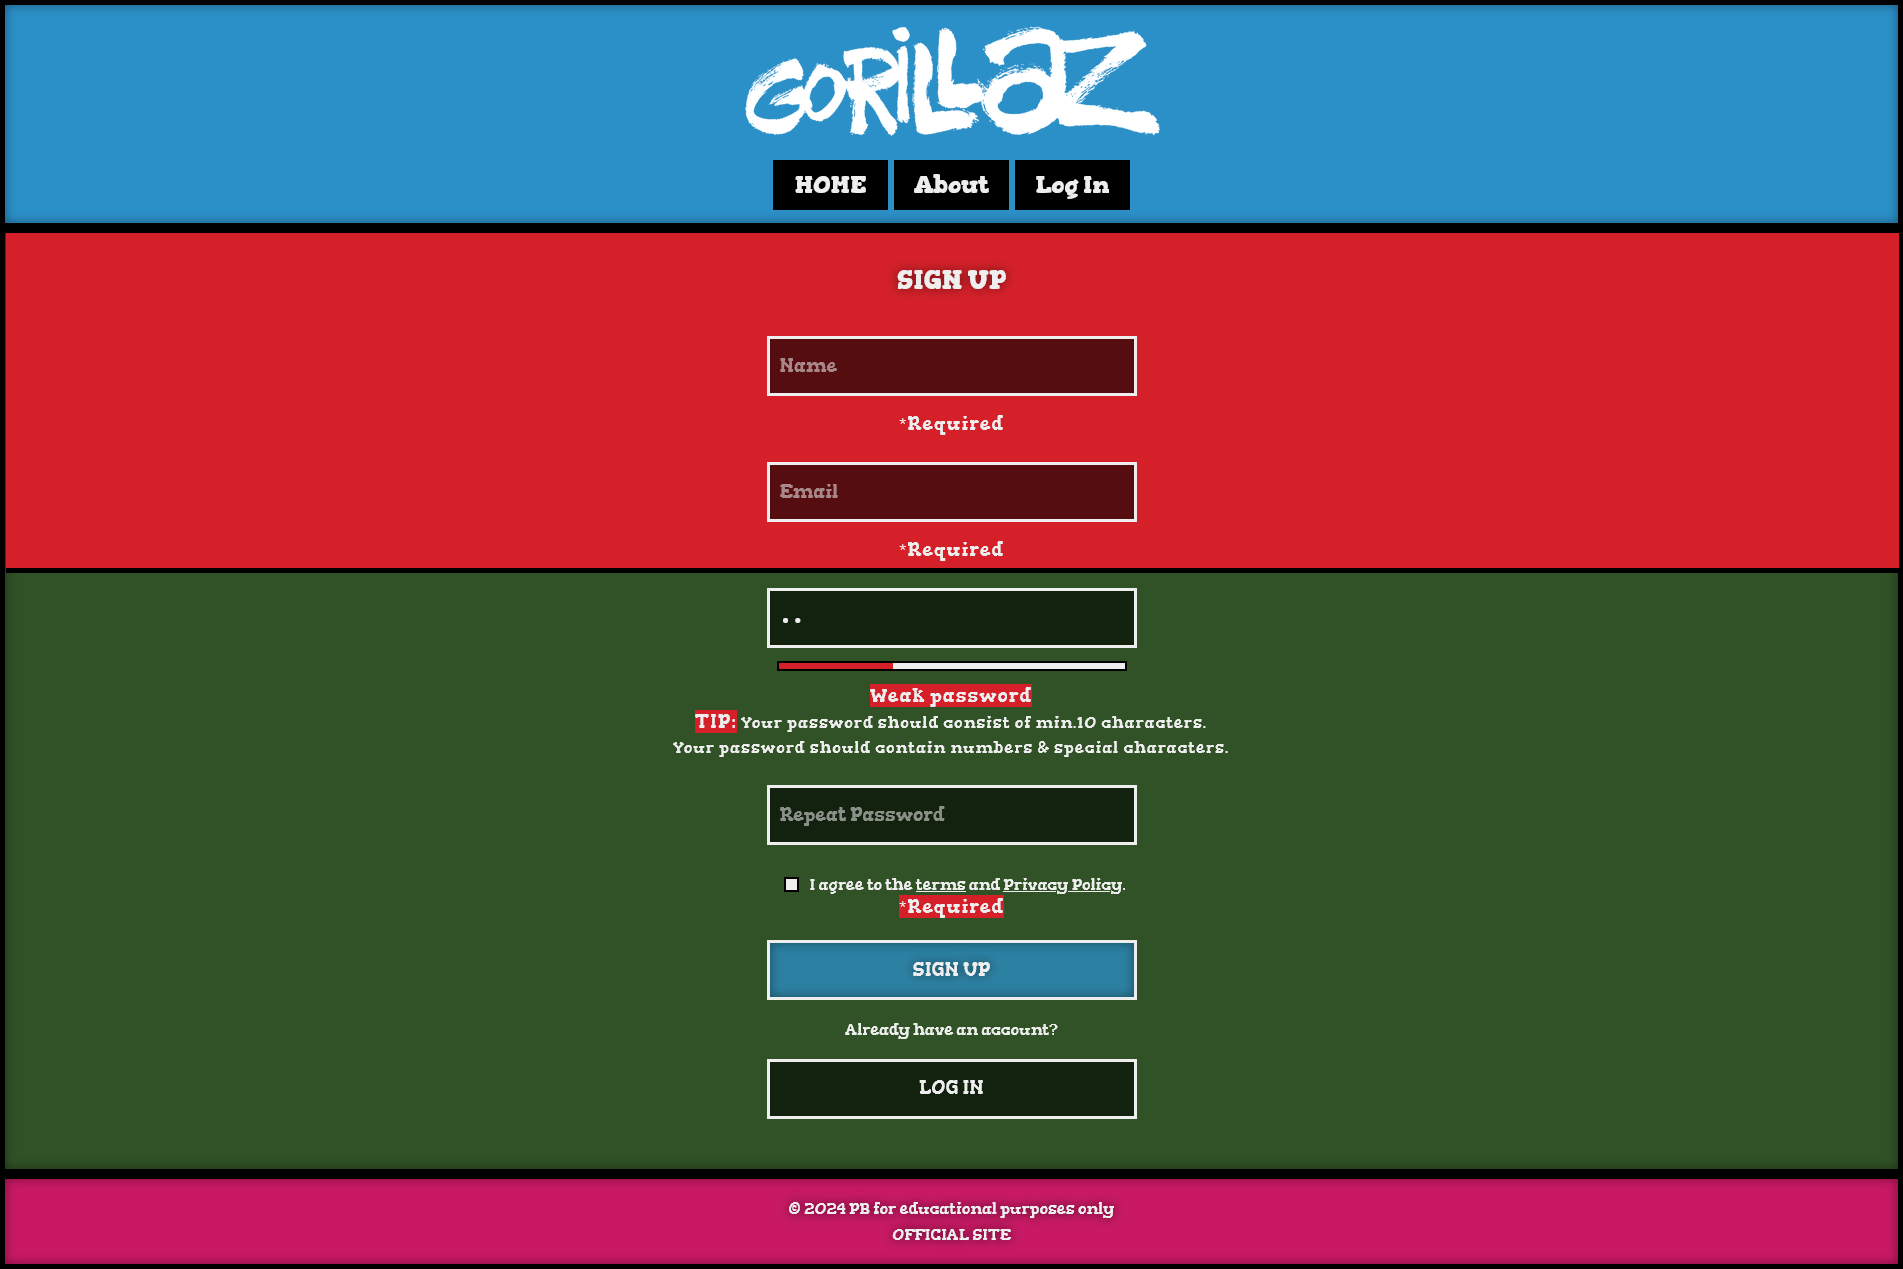 GORiLLaZ
HOME About Log In
SIGN UP
Name
*Required
Email
*Required
••
Weak password
TIP: Your password should consist of min.10 characters.
Your password should contain numbers & special characters.
Repeat Password
I agree to the terms and Privacy Policy.
*Required
SIGN UP
Already have an account?
LOG IN
© 2024 PB for educational purposes only
OFFICIAL SITE